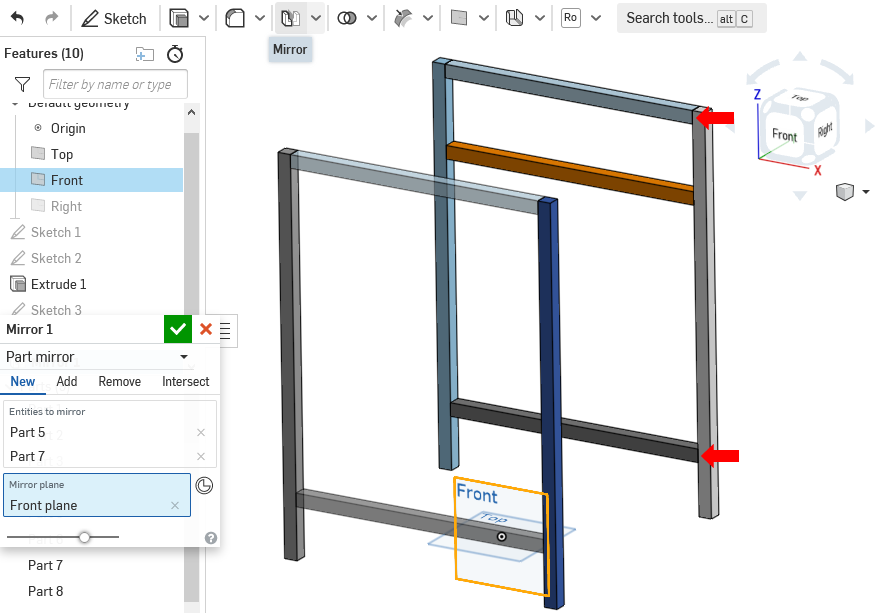 Sketch
Ro
Search tools... alt C
Mirror
Features (10)
Filter by name or type
Default geometry
Origin
Top
Front
Right
Sketch 1
Sketch 2
Extrude 1
Sketch 3
Mirror 1
Part mirror
New Add Remove Intersect
Entities to mirror
Part 5
Part 7
Mirror plane
Front plane
Part 7
Part 8
Front
Top
Z
Top
Front
Right
X